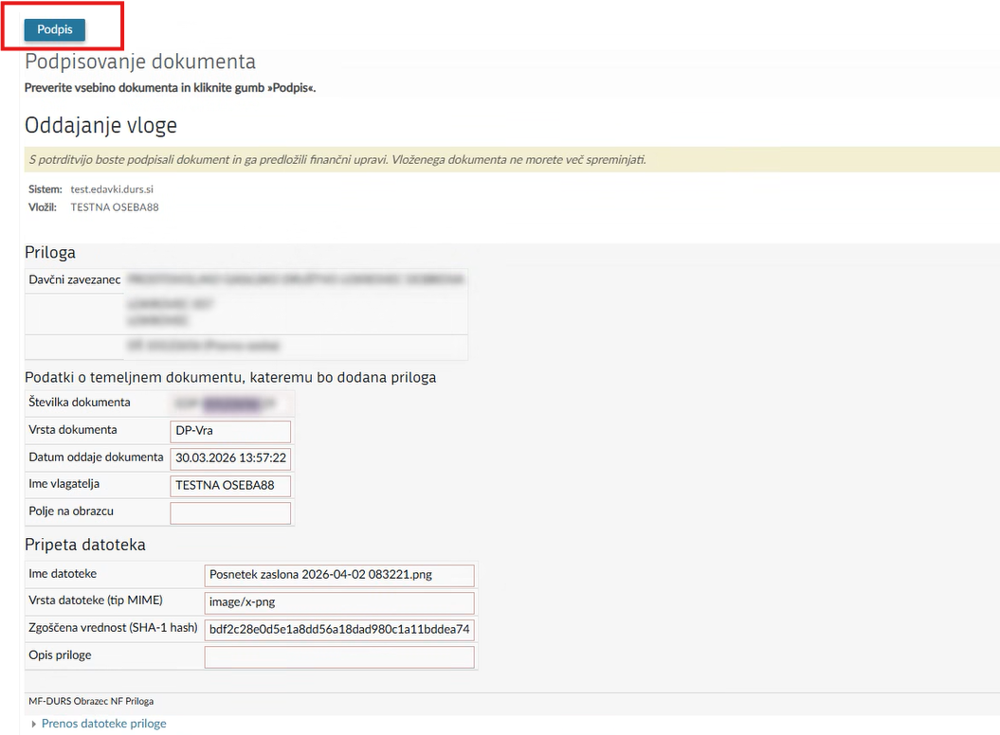 Podpis
Podpisovanje dokumenta
Preverite vsebino dokumenta in kliknite gumb »Podpis«.
Oddajanje vloge
S potrditvijo boste podpisali dokument in ga predložili finančni upravi. Vloženega dokumenta ne morete več spreminjati.
Sistem: test.edavki.durs.si
Vložil: TESTNA OSEBA88
Priloga
Davčni zavezanec
Podatki o temeljnem dokumentu, kateremu bo dodana priloga
Številka dokumenta
Vrsta dokumenta DP-Vra
Datum oddaje dokumenta 30.03.2026 13:57:22
Ime vlagatelja TESTNA OSEBA88
Polje na obrazcu
Pripeta datoteka
Ime datoteke Posnetek zaslona 2026-04-02 083221.png
Vrsta datoteke (tip MIME) image/x-png
Zgoščena vrednost (SHA-1 hash) bdf2c28e0d5e1a8dd56a18dad980c1a11bddea74
Opis priloge
MF-DURS Obrazec NF Priloga
Prenos datoteke priloge